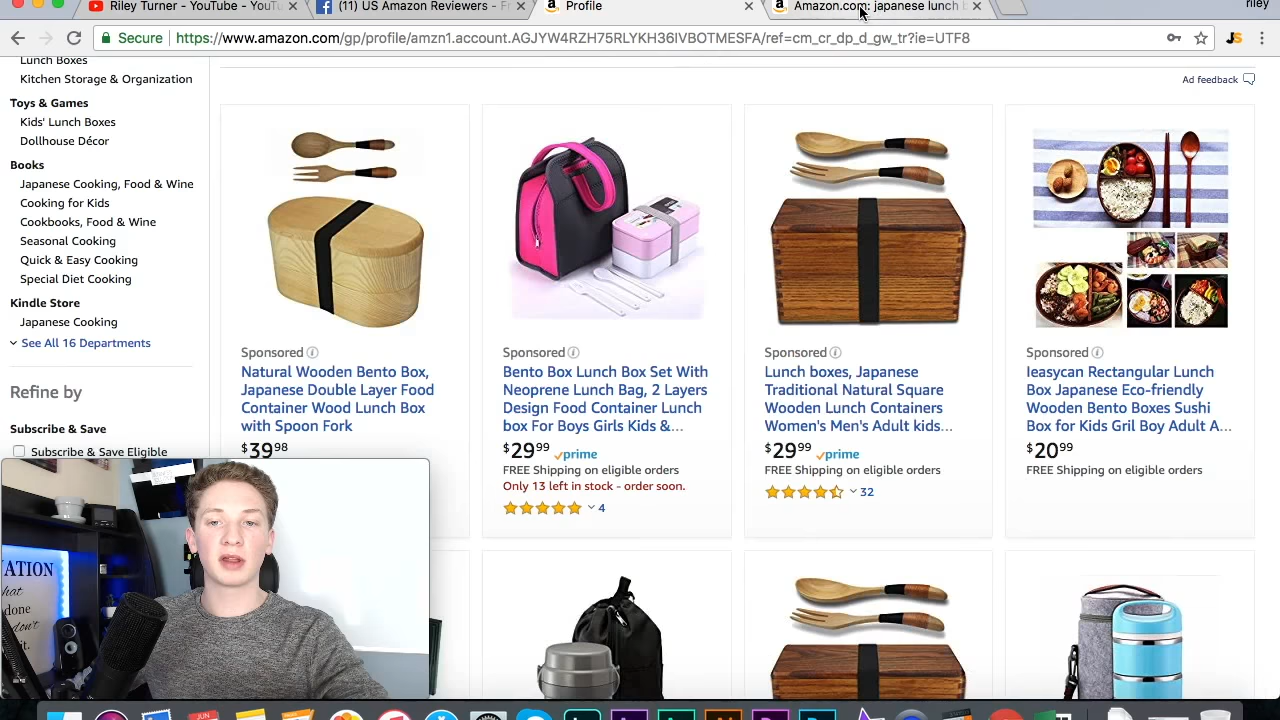 Riley Turner - YouTube - YouT
(11) US Amazon Reviewers - F
Profile
Amazon.com: japanese lunch b
riley
Secure
https://www.amazon.com/gp/profile/amzn1.account.AGJYW4RZH75RLYKH36IVBOTMESFA/ref=cm_cr_dp_d_gw_tr?ie=UTF8
JS
Lunch Boxes
Kitchen Storage & Organization
Toys & Games
Kids' Lunch Boxes
Dollhouse Décor
Books
Japanese Cooking, Food & Wine
Cooking for Kids
Cookbooks, Food & Wine
Seasonal Cooking
Quick & Easy Cooking
Special Diet Cooking
Kindle Store
Japanese Cooking
See All 16 Departments
Refine by
Subscribe & Save
Subscribe & Save Eligible
Ad feedback
Sponsored
Natural Wooden Bento Box,
Japanese Double Layer Food
Container Wood Lunch Box
with Spoon Fork
$39.98
Sponsored
Bento Box Lunch Box Set With
Neoprene Lunch Bag, 2 Layers
Design Food Container Lunch
box For Boys Girls Kids &...
$29.99 prime
FREE Shipping on eligible orders
Only 13 left in stock - order soon.
4
Sponsored
Lunch boxes, Japanese
Traditional Natural Square
Wooden Lunch Containers
Women's Men's Adult kids...
$29.99 prime
FREE Shipping on eligible orders
32
Sponsored
Ieasycan Rectangular Lunch
Box Japanese Eco-friendly
Wooden Bento Boxes Sushi
Box for Kids Gril Boy Adult A...
$20.99
FREE Shipping on eligible orders
JUN